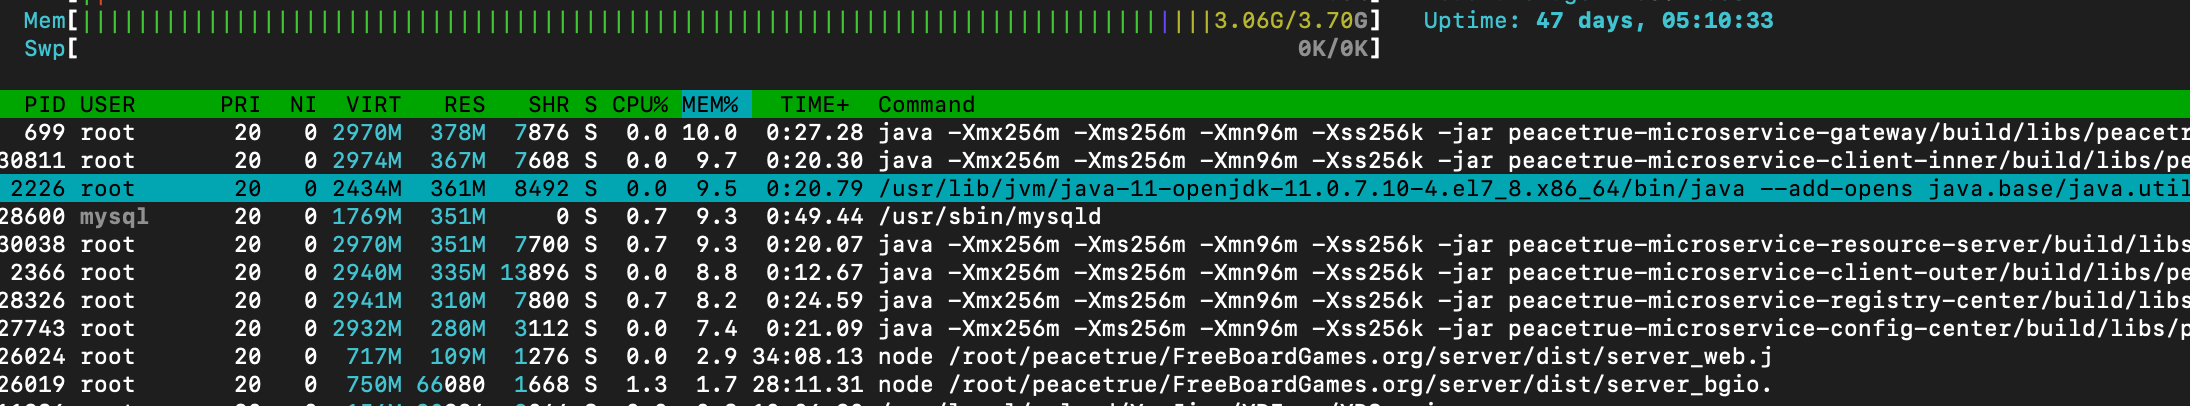 Mem[||||||||||||||||||||||||||||||||||||||||||||||||||||||||||||||||||||||||||||||||3.06G/3.70G] Uptime: 47 days, 05:10:33
Swp[ 0K/0K]
PID USER PRI NI VIRT RES SHR S CPU% MEM% TIME+ Command
699 root 20 0 2970M 378M 7876 S 0.0 10.0 0:27.28 java -Xmx256m -Xms256m -Xmn96m -Xss256k -jar peacetrue-microservice-gateway/build/libs/peacetr
30811 root 20 0 2974M 367M 7608 S 0.0 9.7 0:20.30 java -Xmx256m -Xms256m -Xmn96m -Xss256k -jar peacetrue-microservice-client-inner/build/libs/pe
2226 root 20 0 2434M 361M 8492 S 0.0 9.5 0:20.79 /usr/lib/jvm/java-11-openjdk-11.0.7.10-4.el7_8.x86_64/bin/java --add-opens java.base/java.util
28600 mysql 20 0 1769M 351M 0 S 0.7 9.3 0:49.44 /usr/sbin/mysqld
30038 root 20 0 2970M 351M 7700 S 0.7 9.3 0:20.07 java -Xmx256m -Xms256m -Xmn96m -Xss256k -jar peacetrue-microservice-resource-server/build/libs
2366 root 20 0 2940M 335M 13896 S 0.0 8.8 0:12.67 java -Xmx256m -Xms256m -Xmn96m -Xss256k -jar peacetrue-microservice-client-outer/build/libs/pe
28326 root 20 0 2941M 310M 7800 S 0.7 8.2 0:24.59 java -Xmx256m -Xms256m -Xmn96m -Xss256k -jar peacetrue-microservice-registry-center/build/libs
27743 root 20 0 2932M 280M 3112 S 0.0 7.4 0:21.09 java -Xmx256m -Xms256m -Xmn96m -Xss256k -jar peacetrue-microservice-config-center/build/libs/p
26024 root 20 0 717M 109M 1276 S 0.0 2.9 34:08.13 node /root/peacetrue/FreeBoardGames.org/server/dist/server_web.j
26019 root 20 0 750M 66080 1668 S 1.3 1.7 28:11.31 node /root/peacetrue/FreeBoardGames.org/server/dist/server_bgio.